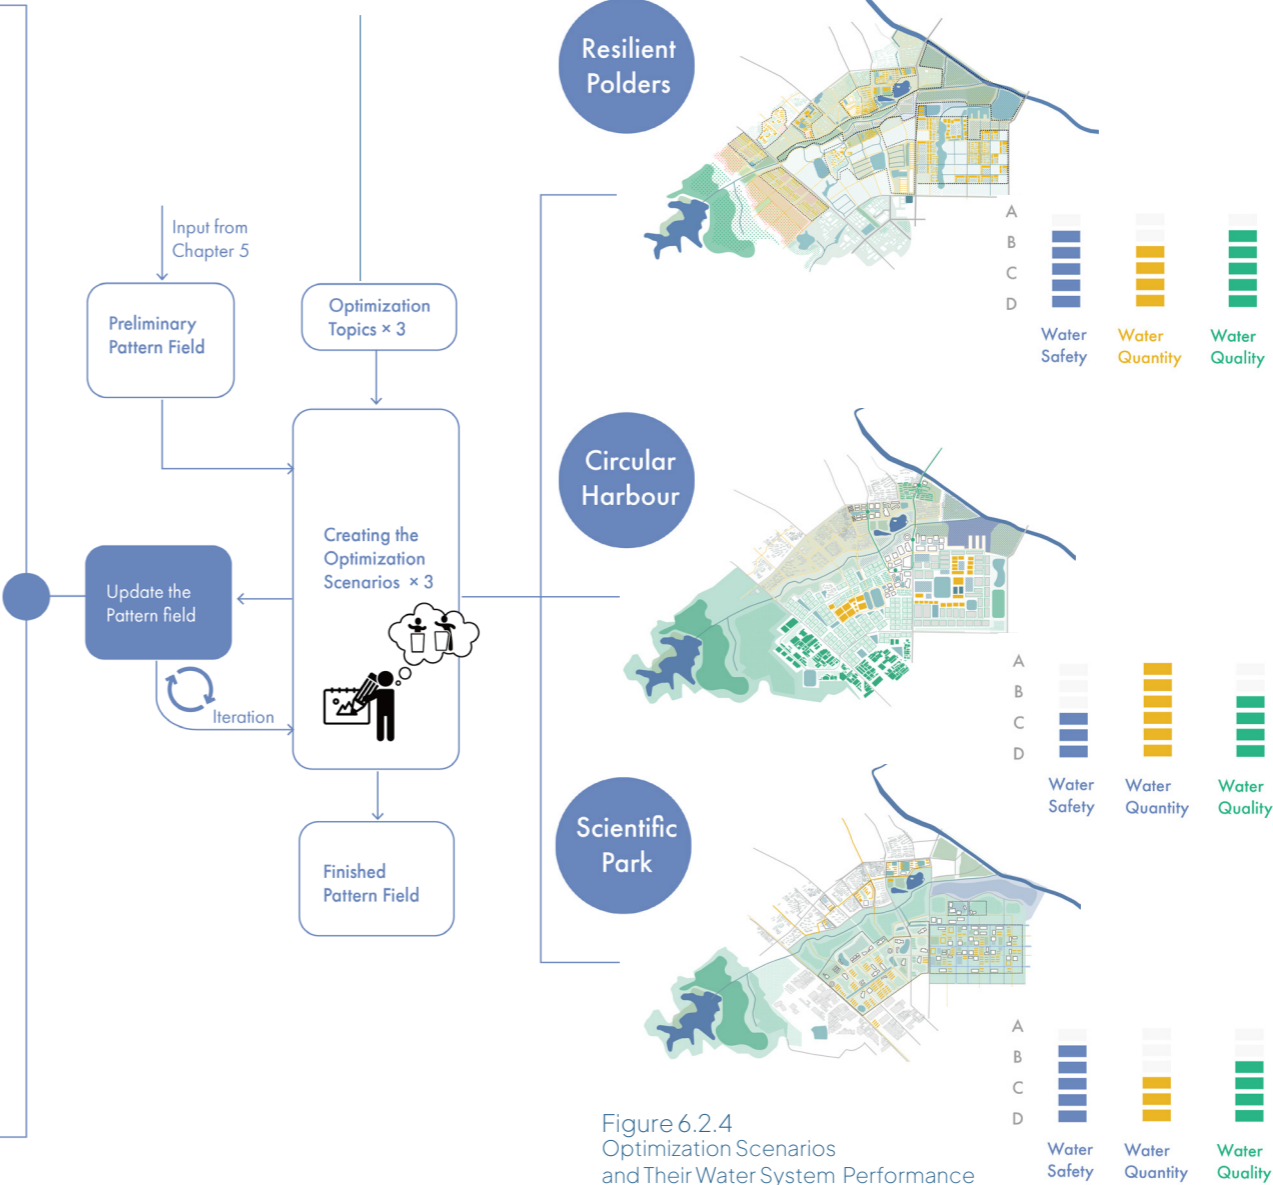 Input from
Chapter 5
Preliminary
Pattern Field
Optimization
Topics × 3
Creating the
Optimization
Scenarios × 3
Update the
Pattern field
Iteration
Finished
Pattern Field
Resilient
Polders
A
B
C
D
Water
Safety
Water
Quantity
Water
Quality
Circular
Harbour
A
B
C
D
Water
Safety
Water
Quantity
Water
Quality
Scientific
Park
A
B
C
D
Water
Safety
Water
Quantity
Water
Quality
Figure 6.2.4
Optimization Scenarios
and Their Water System Performance